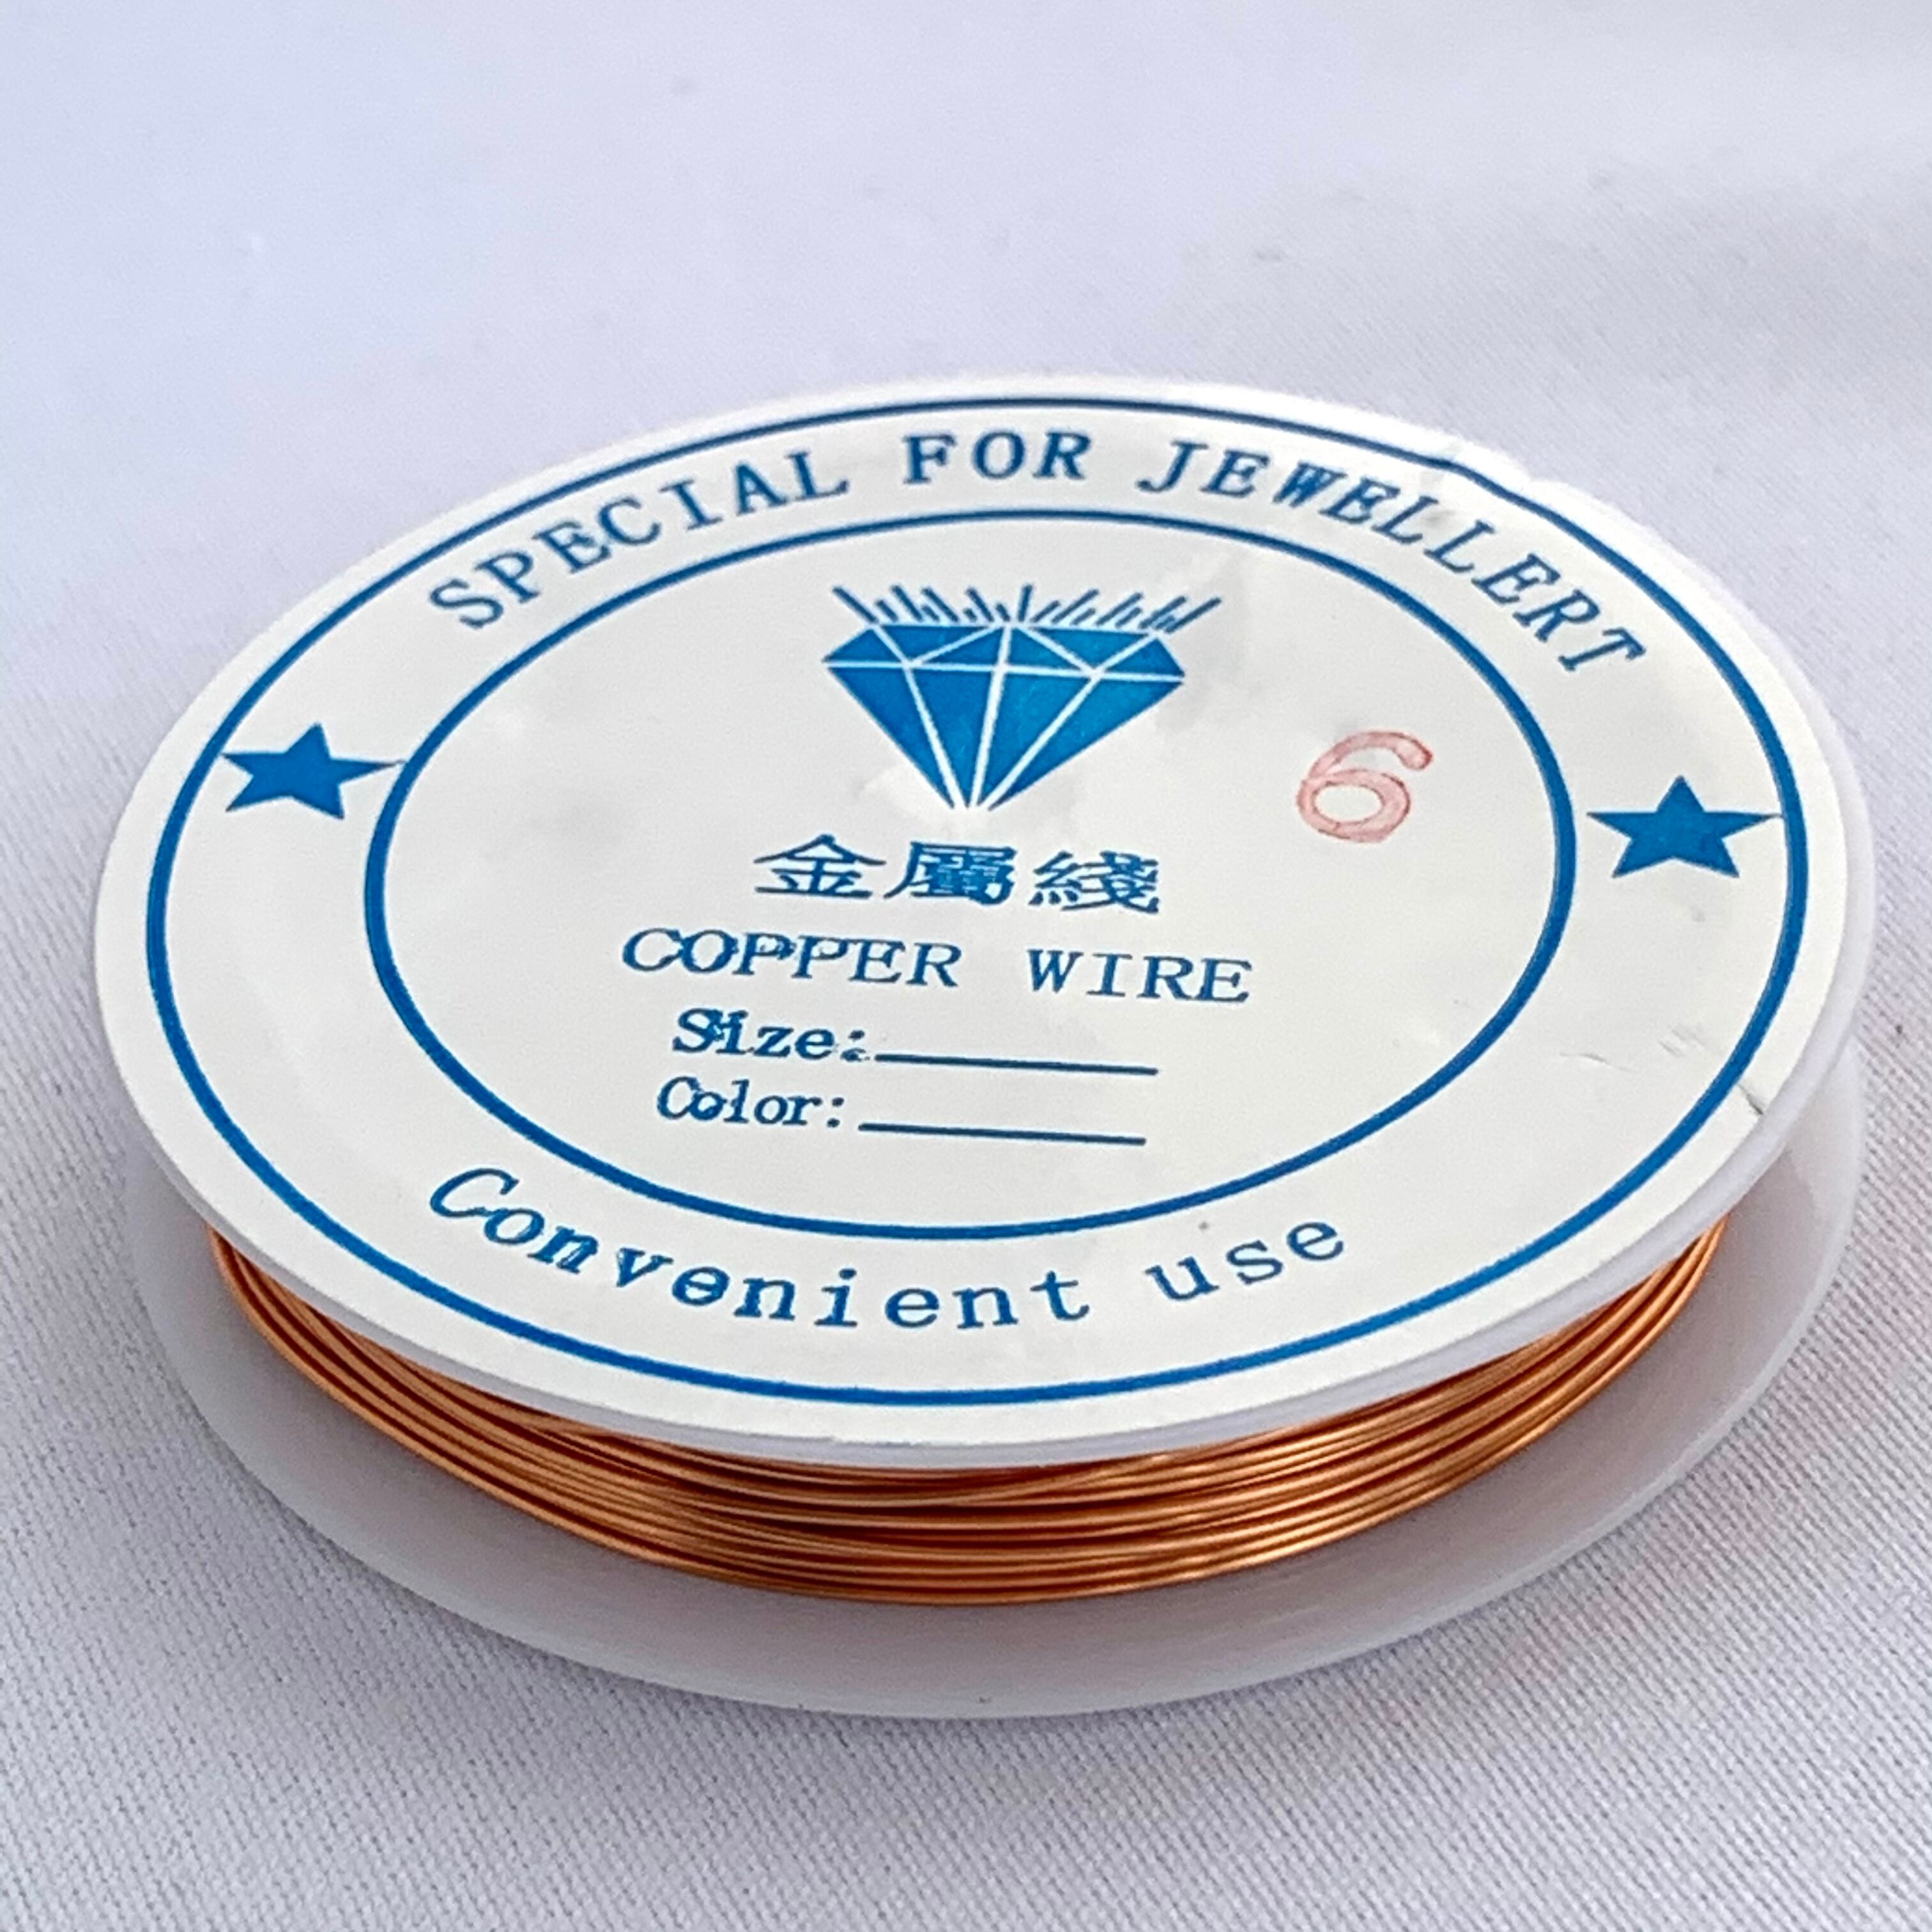 SPECIAL FOR JEWELLERT
6
金屬綫
COPPER WIRE
Size:
Color:
Convenient use